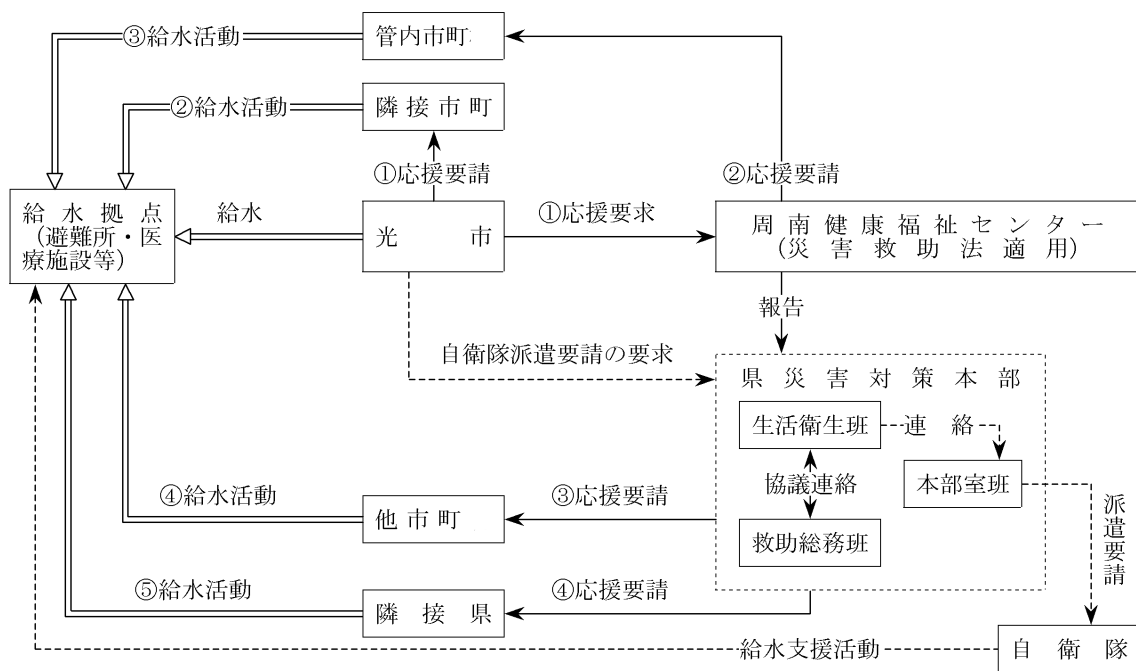 ③給水活動
管内市町
②給水活動
隣接市町
①応援要請
②応援要請
給水拠点
(避難所・医
療施設等)
給水
光市
①応援要求
周南健康福祉センター
(災害救助法適用)
報告
自衛隊派遣要請の要求
県災害対策本部
生活衛生班
連絡
協議連絡
本部室班
④給水活動
他市町
③応援要請
救助総務班
派遣要請
⑤給水活動
隣接県
④応援要請
給水支援活動
自衛隊